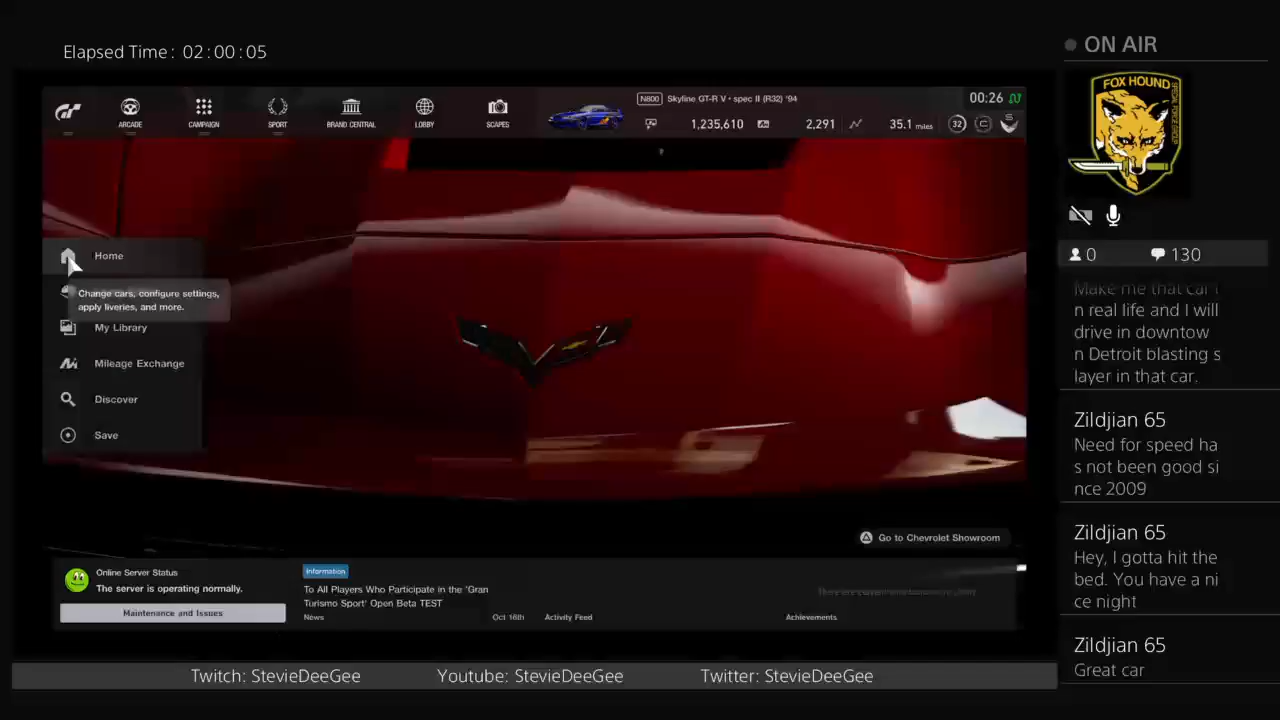 Elapsed Time: 02:00:05
ON AIR
FOX HOUND
SPECIAL FORCE GROUP
ARCADE
CAMPAIGN
SPORT
BRAND CENTRAL
LOBBY
SCAPES
N800 Skyline GT-R V • spec II (R32) '94
1,235,610
2,291
35.1 miles
32
00:26
Home
Change cars, configure settings,
apply liveries, and more.
My Library
Mileage Exchange
Discover
Save
Go to Chevrolet Showroom
Online Server Status
The server is operating normally.
Maintenance and Issues
Information
To All Players Who Participate in the 'Gran
Turismo Sport' Open Beta TEST
News
Oct 16th
Activity Feed
Achievements
0
130
Make me that car i
n real life and I will
drive in downtow
n Detroit blasting s
layer in that car.
Zildjian 65
Need for speed ha
s not been good si
nce 2009
Zildjian 65
Hey, I gotta hit the
bed. You have a ni
ce night
Zildjian 65
Great car
Twitch: StevieDeeGee
Youtube: StevieDeeGee
Twitter: StevieDeeGee